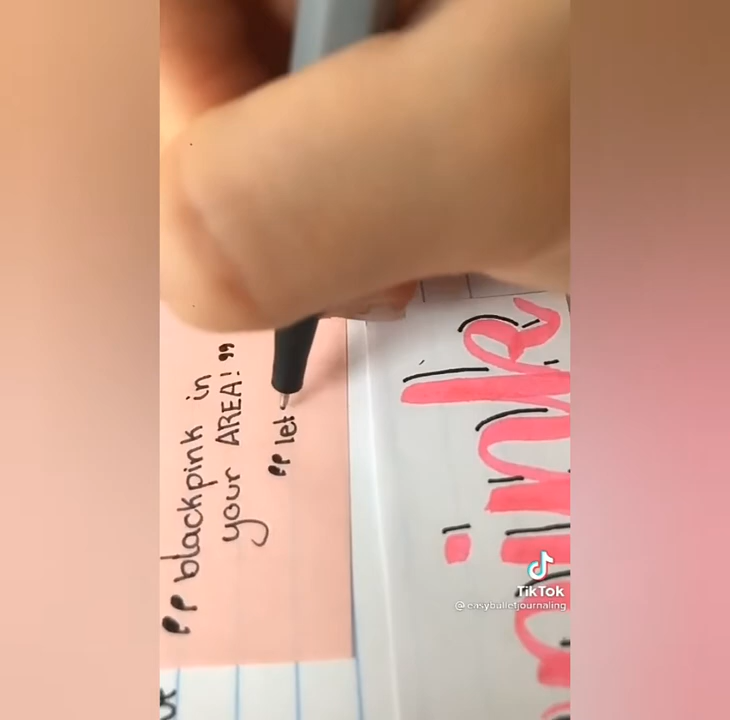 "blackpink in
your AREA!"
"let
pink
TikTok
@easybulletjournaling